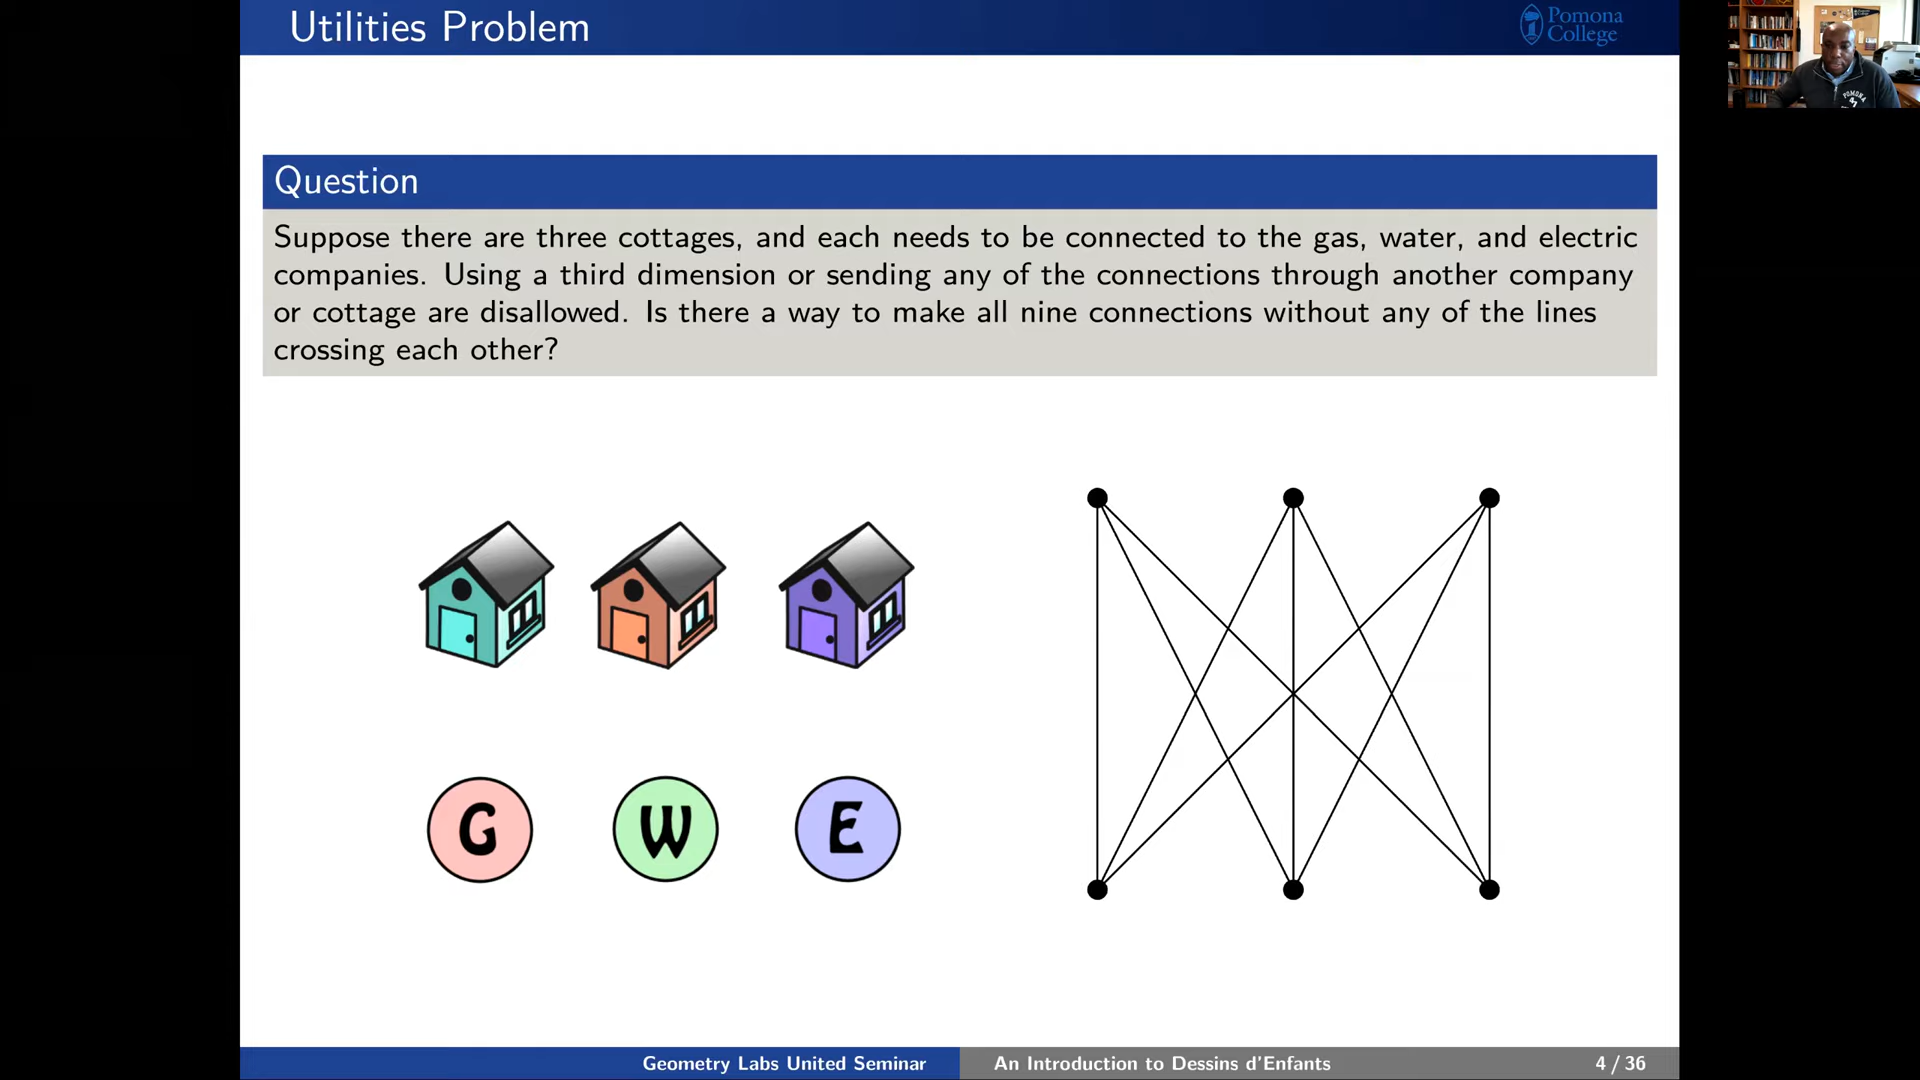 Utilities Problem
Pomona
College
Question
Suppose there are three cottages, and each needs to be connected to the gas, water, and electric
companies. Using a third dimension or sending any of the connections through another company
or cottage are disallowed. Is there a way to make all nine connections without any of the lines
crossing each other?
G W E
Geometry Labs United Seminar
An Introduction to Dessins d'Enfants
4 / 36
POMONA